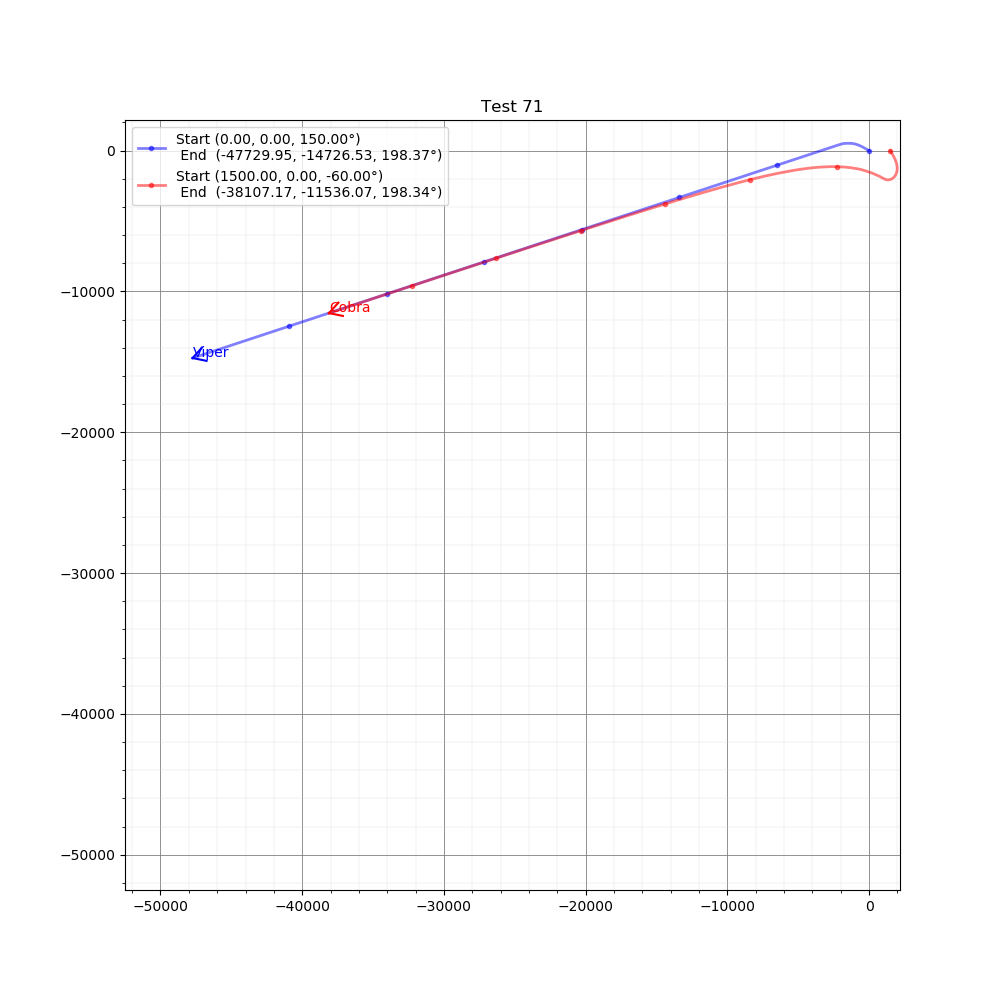 Test 71
Start (0.00, 0.00, 150.00°)
End  (-47729.95, -14726.53, 198.37°)
Start (1500.00, 0.00, -60.00°)
End  (-38107.17, -11536.07, 198.34°)
0
−10000
−20000
−30000
−40000
−50000
Cobra
Viper
−50000
−40000
−30000
−20000
−10000
0